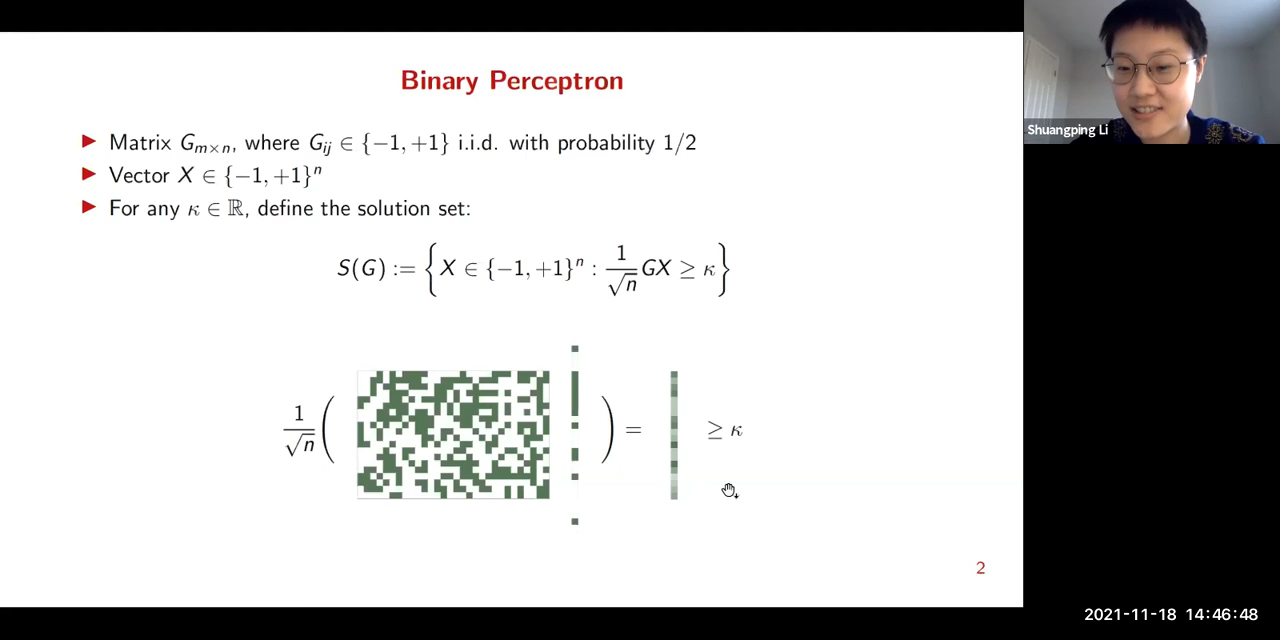 Binary Perceptron
▶ Matrix G_{m×n}, where G_{ij} ∈ {−1, +1} i.i.d. with probability 1/2
▶ Vector X ∈ {−1, +1}^n
▶ For any κ ∈ ℝ, define the solution set:
S(G) := { X ∈ {−1, +1}^n : 1/√n GX ≥ κ }
1/√n ( ) = ≥ κ
2
Shuangping Li
2021-11-18 14:46:48